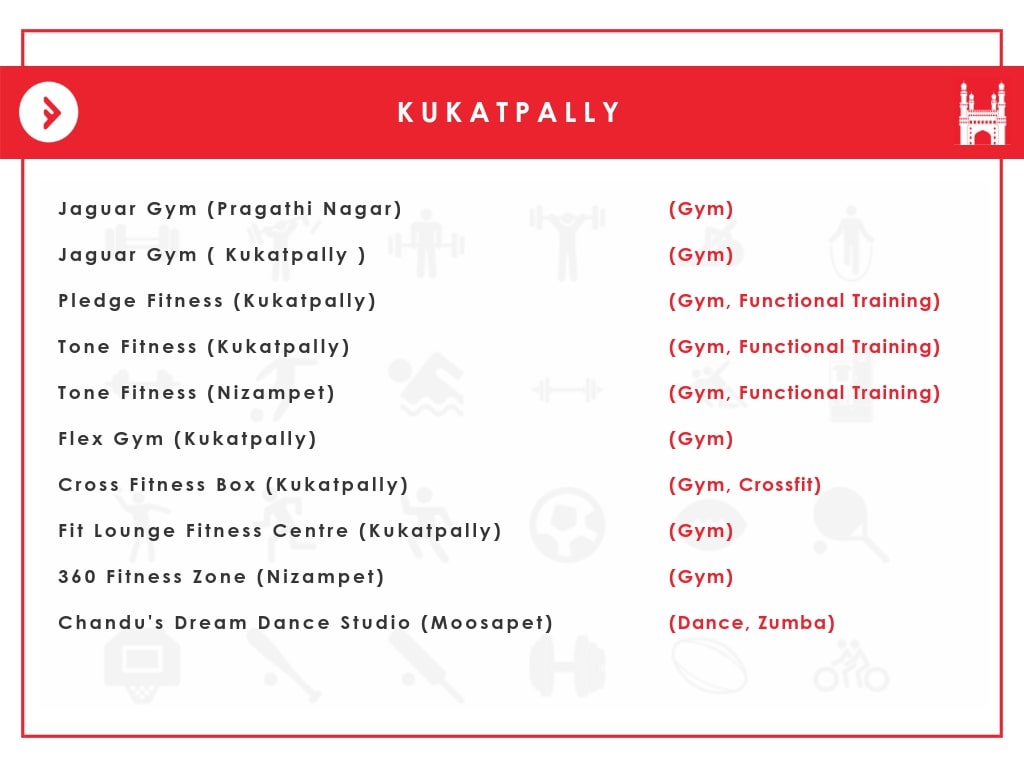 KUKATPALLY
Jaguar Gym (Pragathi Nagar) (Gym)
Jaguar Gym ( Kukatpally ) (Gym)
Pledge Fitness (Kukatpally) (Gym, Functional Training)
Tone Fitness (Kukatpally) (Gym, Functional Training)
Tone Fitness (Nizampet) (Gym, Functional Training)
Flex Gym (Kukatpally) (Gym)
Cross Fitness Box (Kukatpally) (Gym, Crossfit)
Fit Lounge Fitness Centre (Kukatpally) (Gym)
360 Fitness Zone (Nizampet) (Gym)
Chandu's Dream Dance Studio (Moosapet) (Dance, Zumba)